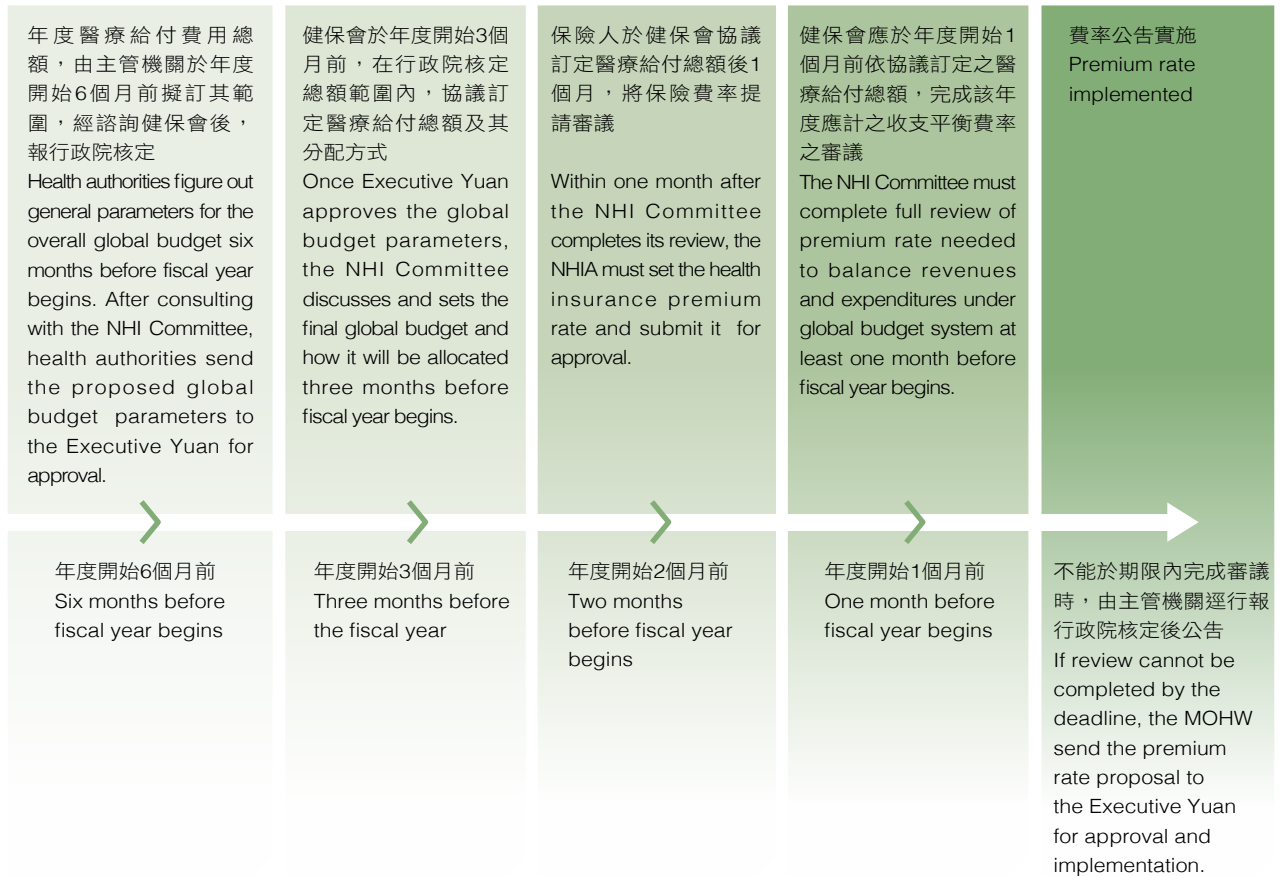 年度醫療給付費用總
額，由主管機關於年度
開始6個月前擬訂其範
圍，經諮詢健保會後，
報行政院核定
Health authorities figure out
general parameters for the
overall global budget six
months before fiscal year
begins. After consulting
with the NHI Committee,
health authorities send
the proposed global
budget parameters to
the Executive Yuan for
approval.
健保會於年度開始3個
月前，在行政院核定
總額範圍內，協議訂
定醫療給付總額及其
分配方式
Once Executive Yuan
approves the global
budget parameters,
the NHI Committee
discusses and sets the
final global budget and
how it will be allocated
three months before
fiscal year begins.
保險人於健保會協議
訂定醫療給付總額後1
個月，將保險費率提
請審議
Within one month after
the NHI Committee
completes its review, the
NHIA must set the health
insurance premium
rate and submit it for
approval.
健保會應於年度開始1
個月前依協議訂定之醫
療給付總額，完成該年
度應計之收支平衡費率
之審議
The NHI Committee must
complete full review of
premium rate needed
to balance revenues
and expenditures under
global budget system at
least one month before
fiscal year begins.
費率公告實施
Premium rate
implemented
年度開始6個月前
Six months before
fiscal year begins
年度開始3個月前
Three months before
the fiscal year
年度開始2個月前
Two months
before fiscal year
begins
年度開始1個月前
One month before
fiscal year begins
不能於期限內完成審議
時，由主管機關逕行報
行政院核定後公告
If review cannot be
completed by the
deadline, the MOHW
send the premium
rate proposal to
the Executive Yuan
for approval and
implementation.